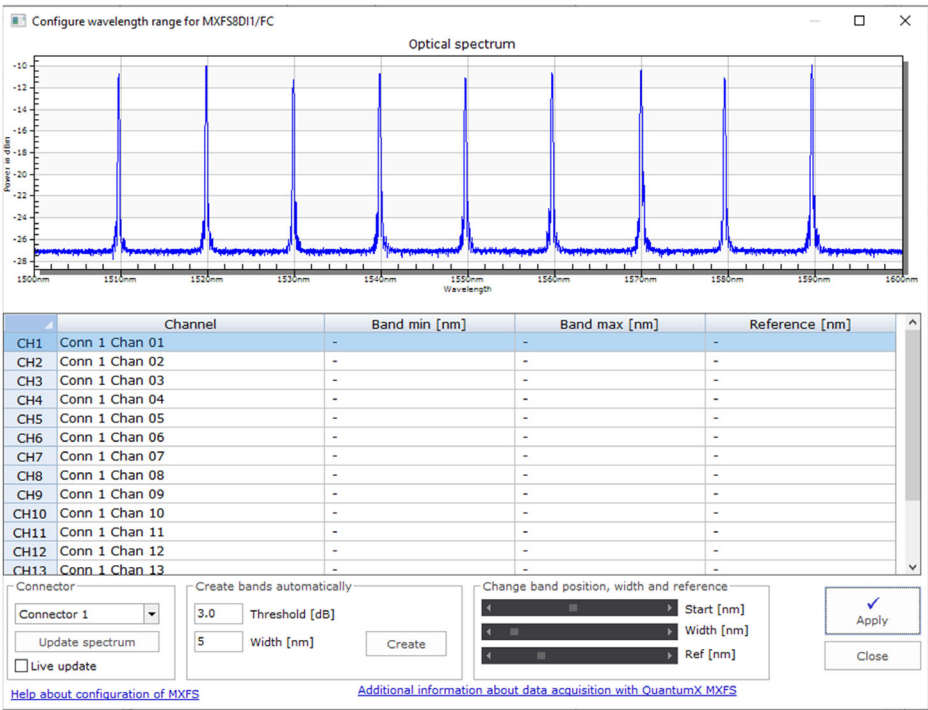 Configure wavelength range for MXFS8DI1/FC
Optical spectrum
Power in dBm
-10
-12
-14
-16
-18
-20
-22
-24
-26
-28
1500nm 1510nm 1520nm 1530nm 1540nm 1550nm 1560nm 1570nm 1580nm 1590nm 1600nm
Wavelength
Channel Band min [nm] Band max [nm] Reference [nm]
CH1 Conn 1 Chan 01 - - -
CH2 Conn 1 Chan 02 - - -
CH3 Conn 1 Chan 03 - - -
CH4 Conn 1 Chan 04 - - -
CH5 Conn 1 Chan 05 - - -
CH6 Conn 1 Chan 06 - - -
CH7 Conn 1 Chan 07 - - -
CH8 Conn 1 Chan 08 - - -
CH9 Conn 1 Chan 09 - - -
CH10 Conn 1 Chan 10 - - -
CH11 Conn 1 Chan 11 - - -
CH12 Conn 1 Chan 12 - - -
CH13 Conn 1 Chan 13 - - -
Connector
Connector 1
Update spectrum
Live update
Create bands automatically
3.0 Threshold [dB]
5 Width [nm]
Create
Change band position, width and reference
Start [nm]
Width [nm]
Ref [nm]
Apply
Close
Help about configuration of MXFS
Additional information about data acquisition with QuantumX MXFS